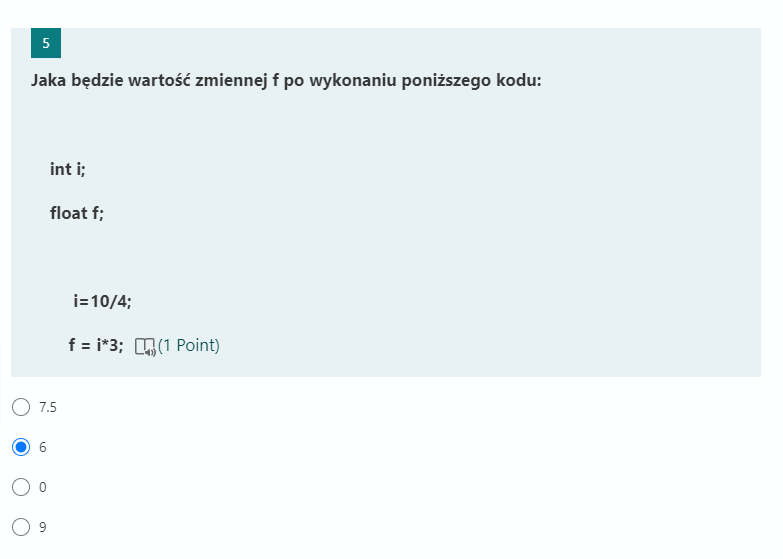 5
Jaka będzie wartość zmiennej f po wykonaniu poniższego kodu:
int i;
float f;
i=10/4;
f = i*3; (1 Point)
7.5
6
0
9